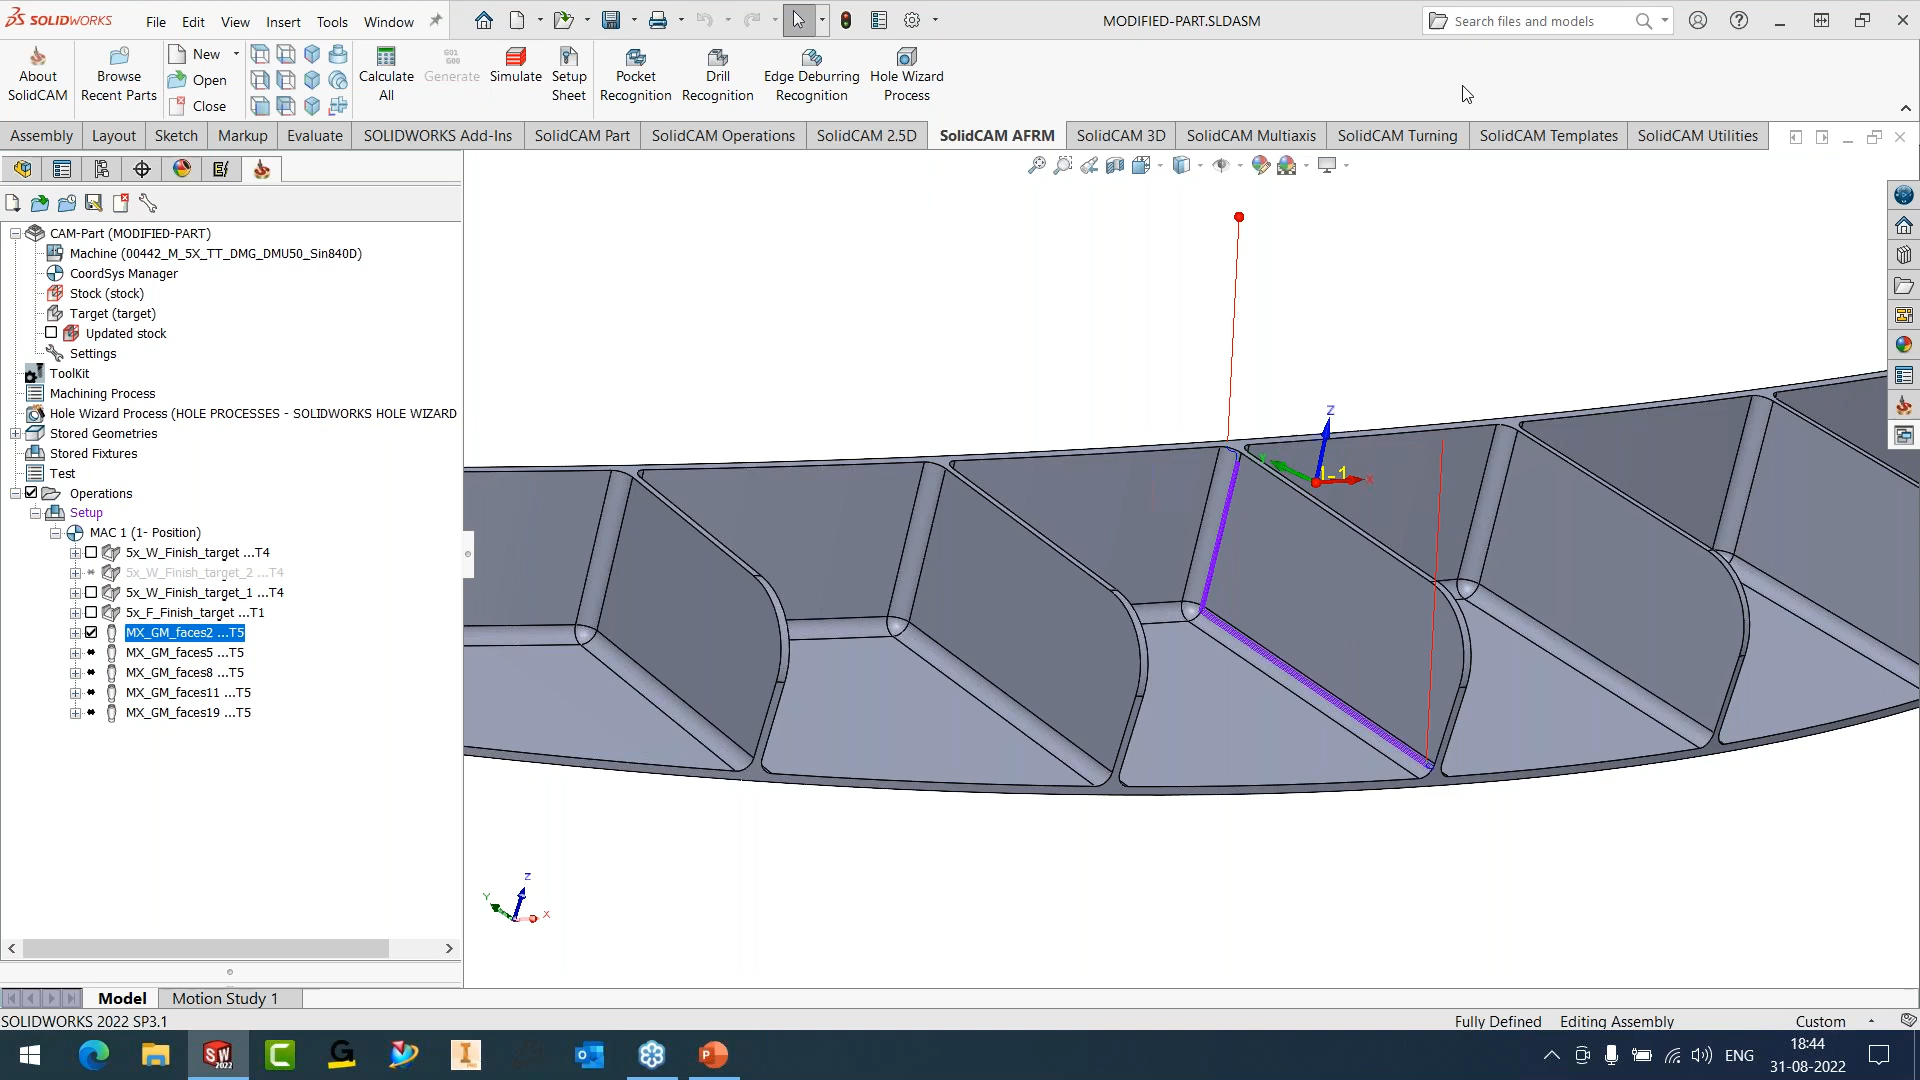 SOLIDWORKS File Edit View Insert Tools Window MODIFIED-PART.SLDASM Search files and models
About SolidCAM
Browse Recent Parts
New
Open
Close
Calculate All
G01 G00
Generate
Simulate
Setup Sheet
Pocket Recognition
Drill Recognition
Edge Deburring Recognition
Hole Wizard Process
Assembly Layout Sketch Markup Evaluate SOLIDWORKS Add-Ins SolidCAM Part SolidCAM Operations SolidCAM 2.5D SolidCAM AFRM SolidCAM 3D SolidCAM Multiaxis SolidCAM Turning SolidCAM Templates SolidCAM Utilities
CAM-Part (MODIFIED-PART)
Machine (00442_M_5X_TT_DMG_DMU50_Sin840D)
CoordSys Manager
Stock (stock)
Target (target)
Updated stock
Settings
ToolKit
Machining Process
Hole Wizard Process (HOLE PROCESSES - SOLIDWORKS HOLE WIZARD
Stored Geometries
Stored Fixtures
Test
Operations
Setup
MAC 1 (1- Position)
5x_W_Finish_target ...T4
5x_W_Finish_target_2 ...T4
5x_W_Finish_target_1 ...T4
5x_F_Finish_target ...T1
MX_GM_faces2 ...T5
MX_GM_faces5 ...T5
MX_GM_faces8 ...T5
MX_GM_faces11 ...T5
MX_GM_faces19 ...T5
Z
Y
1-1
X
Z
Y
X
Model Motion Study 1
SOLIDWORKS 2022 SP3.1 Fully Defined Editing Assembly Custom
ENG
18:44
31-08-2022